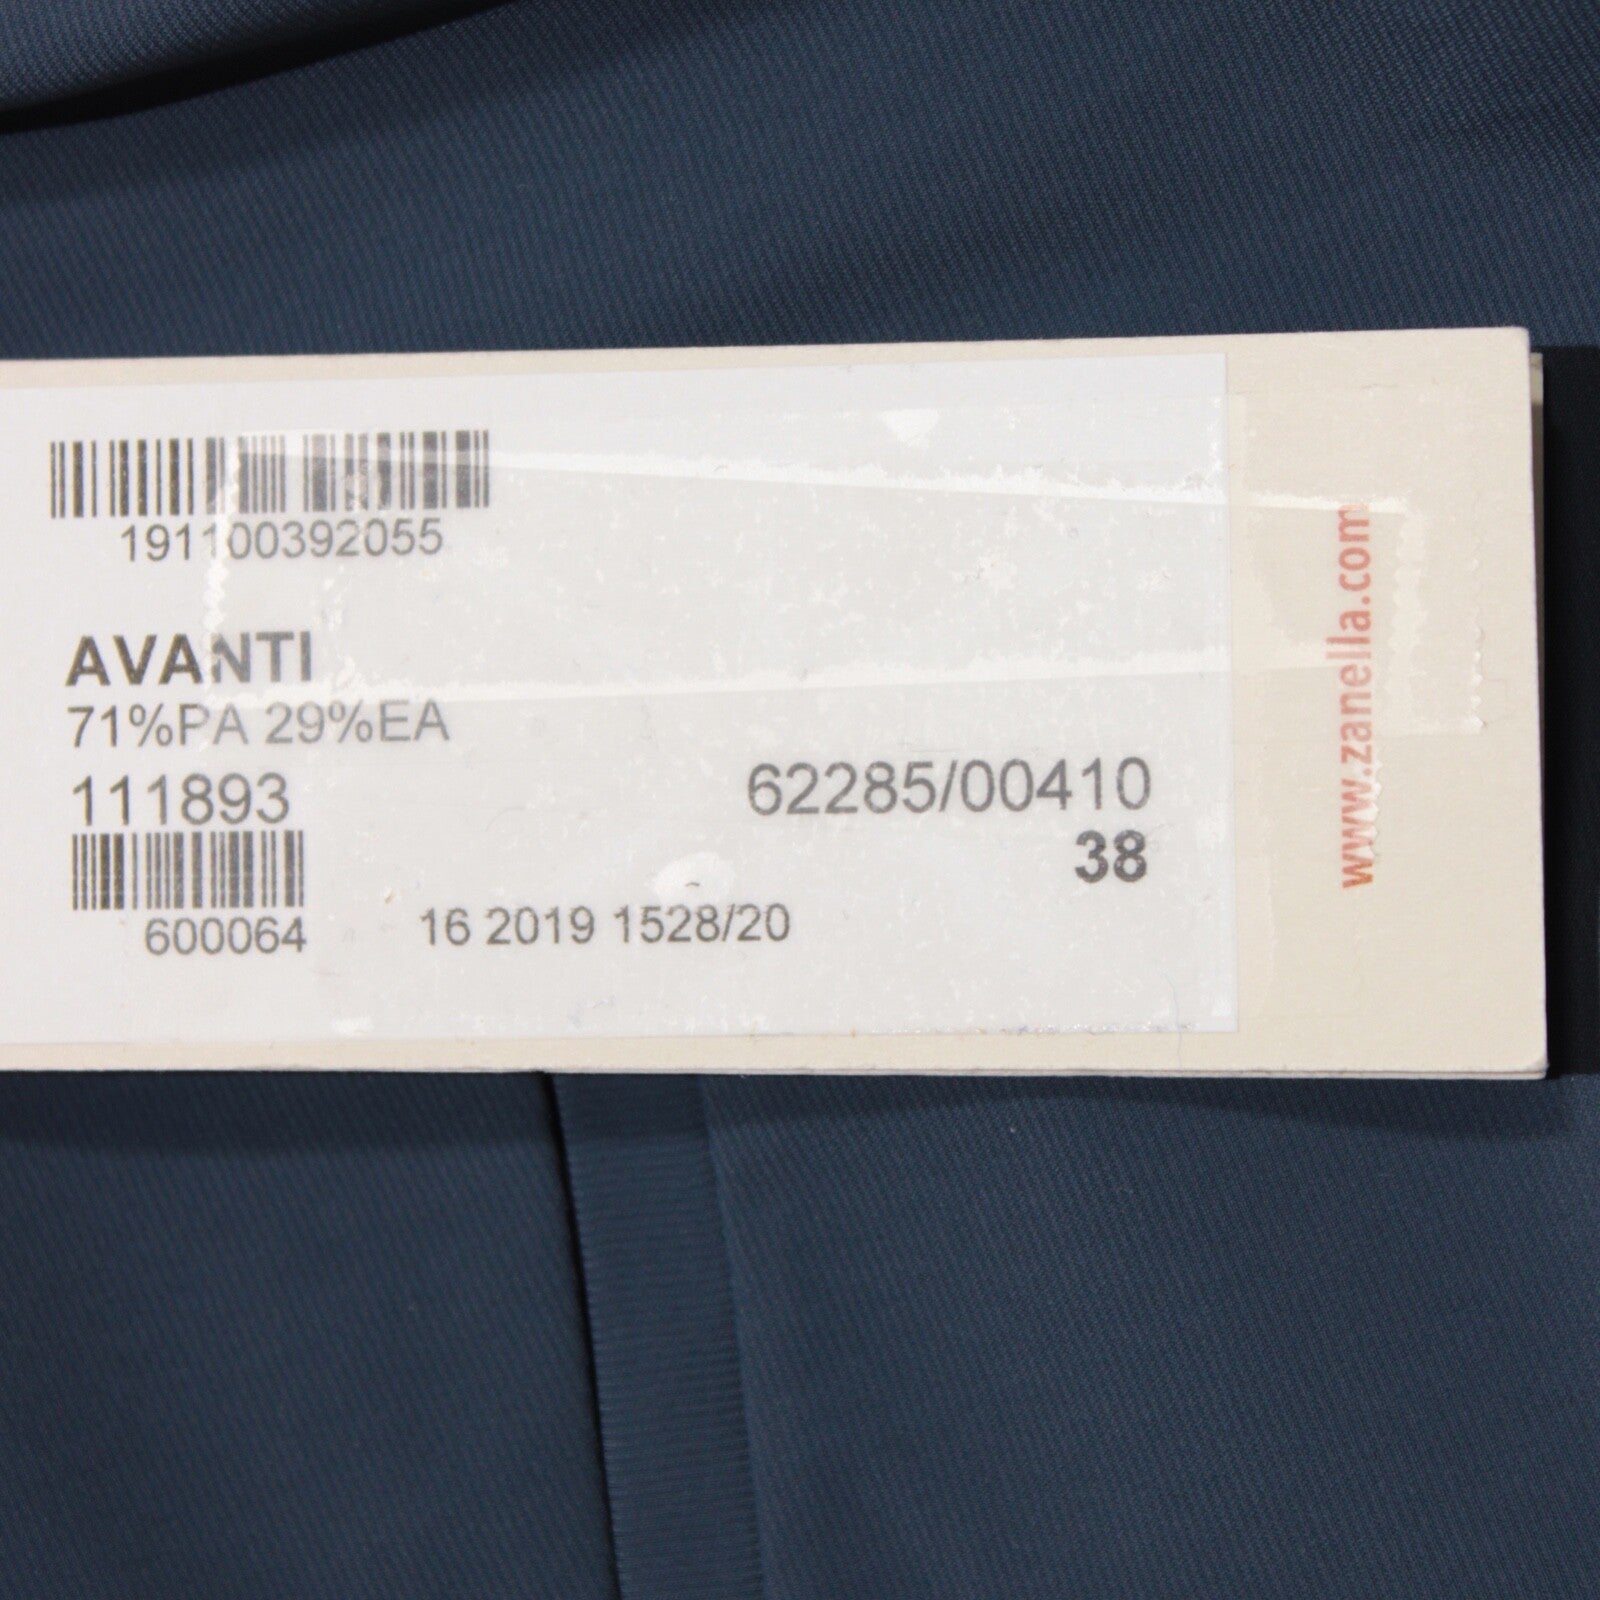 191100392055
AVANTI
71%PA 29%EA
111893
62285/00410
38
600064
16 2019 1528/20
www.zanella.com